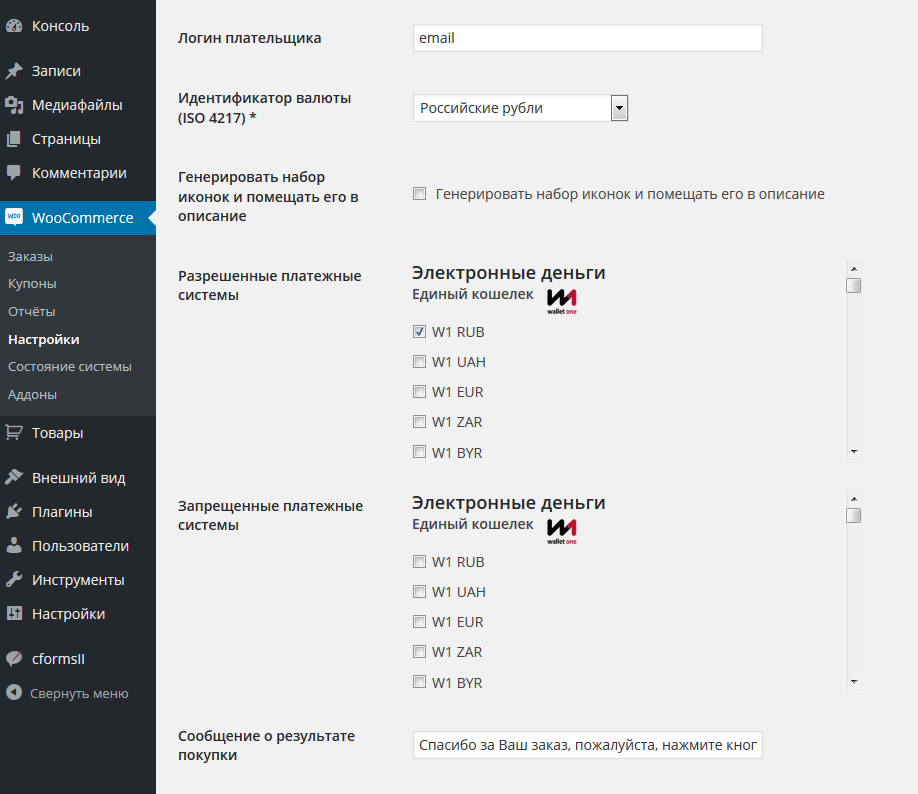 Консоль
Записи
Медиафайлы
Страницы
Комментарии
WooCommerce
Заказы
Купоны
Отчёты
Настройки
Состояние системы
Аддоны
Товары
Внешний вид
Плагины
Пользователи
Инструменты
Настройки
cformsII
Свернуть меню
Логин плательщика
email
Идентификатор валюты
(ISO 4217) *
Российские рубли
Генерировать набор
иконок и помещать его в
описание
Генерировать набор иконок и помещать его в описание
Разрешенные платежные
системы
Электронные деньги
Единый кошелек
wallet one
W1 RUB
W1 UAH
W1 EUR
W1 ZAR
W1 BYR
Запрещенные платежные
системы
Электронные деньги
Единый кошелек
wallet one
W1 RUB
W1 UAH
W1 EUR
W1 ZAR
W1 BYR
Сообщение о результате
покупки
Спасибо за Ваш заказ, пожалуйста, нажмите кноп